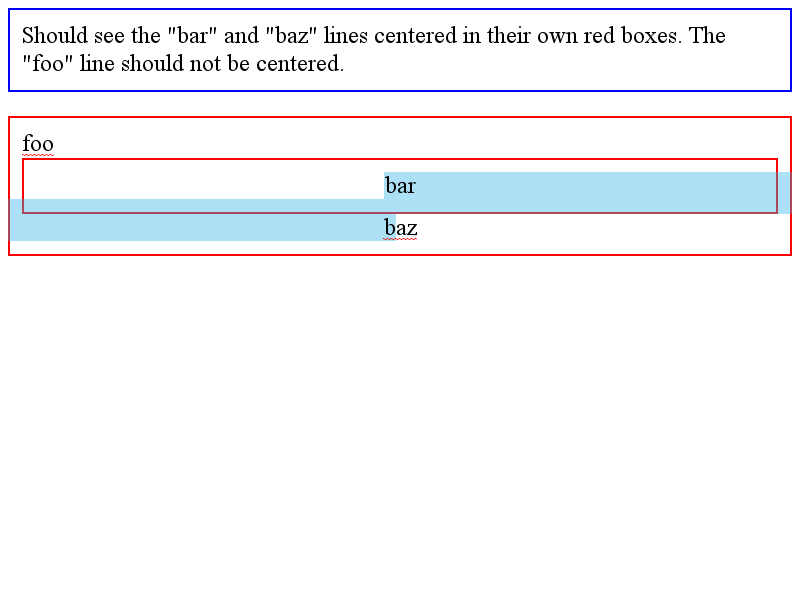 Should see the "bar" and "baz" lines centered in their own red boxes. The
"foo" line should not be centered.
foo
bar
baz